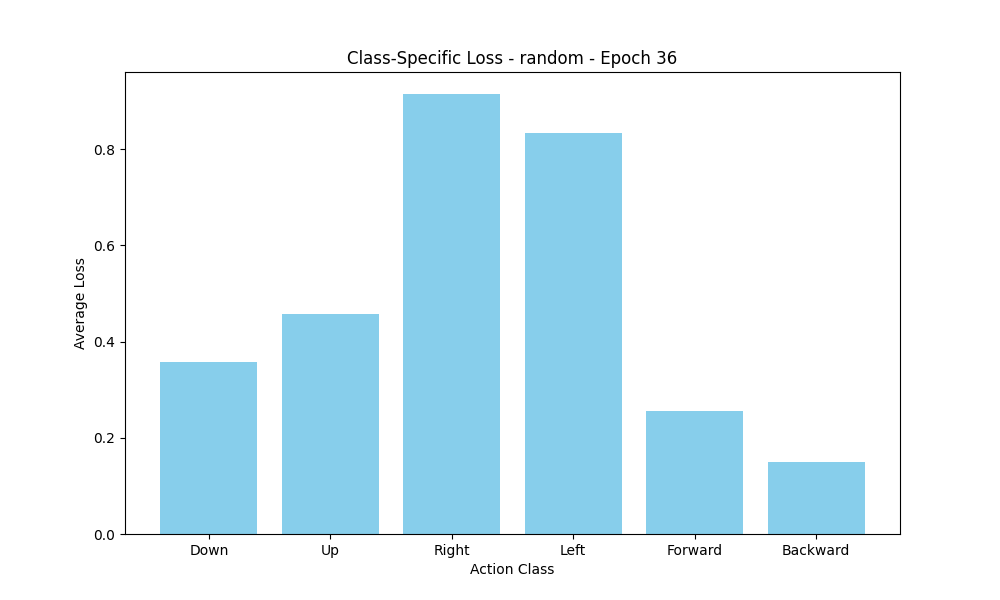 Class-Specific Loss - random - Epoch 36
Average Loss
0.8
0.6
0.4
0.2
0.0
Down Up Right Left Forward Backward
Action Class